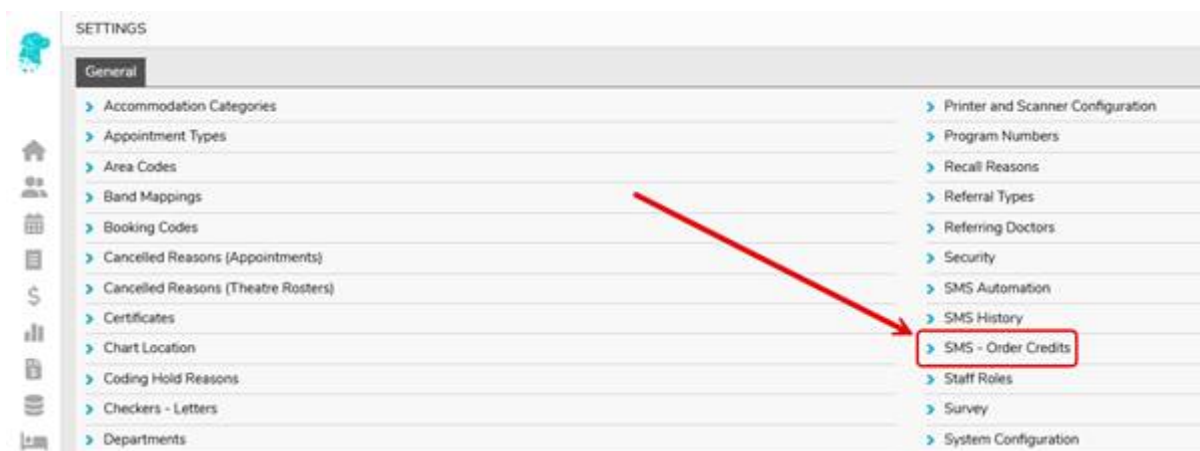 SETTINGS
General
Accommodation Categories
Appointment Types
Area Codes
Band Mappings
Booking Codes
Cancelled Reasons (Appointments)
Cancelled Reasons (Theatre Rosters)
Certificates
Chart Location
Coding Hold Reasons
Checkers - Letters
Departments
Printer and Scanner Configuration
Program Numbers
Recall Reasons
Referral Types
Referring Doctors
Security
SMS Automation
SMS History
SMS - Order Credits
Staff Roles
Survey
System Configuration